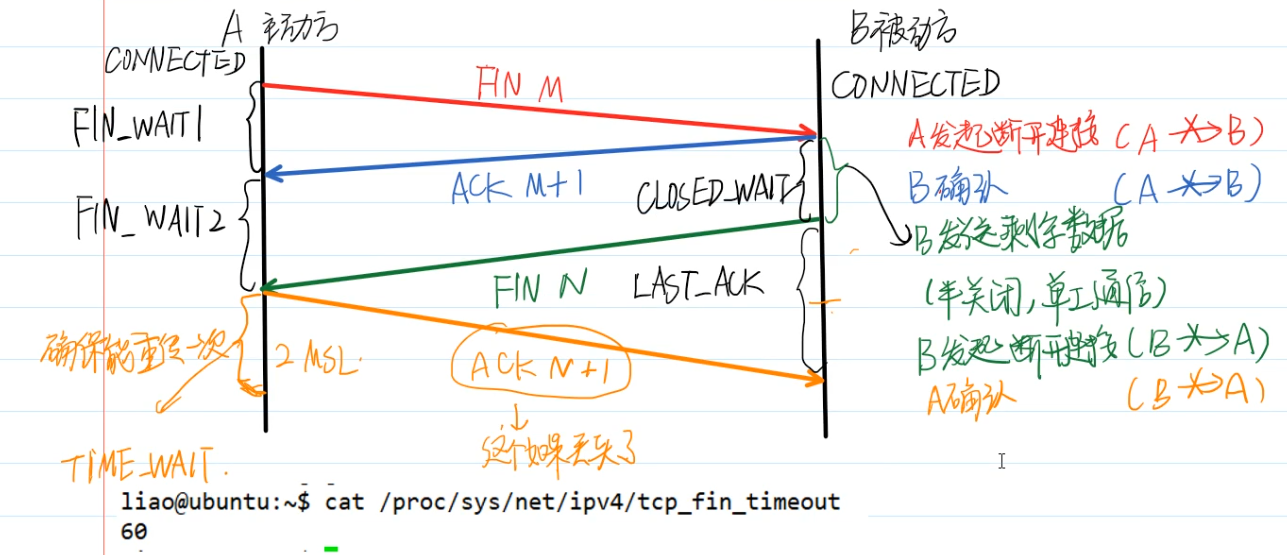 A 主动方
B被动方
CONNECTED
CONNECTED
FIN M
FIN_WAIT1
A发起断开连接 (A → B)
ACK M+1
B确认 (A → B)
CLOSED_WAIT
FIN_WAIT2
B发送剩余数据
FIN N
LAST_ACK
(半关闭,单工通信)
确保能重传一次
2 MSL.
B发起断开连接 (B → A)
ACK N+1
A确认 (B → A)
这个如果丢失了
TIME_WAIT.
liao@ubuntu:~$ cat /proc/sys/net/ipv4/tcp_fin_timeout
60